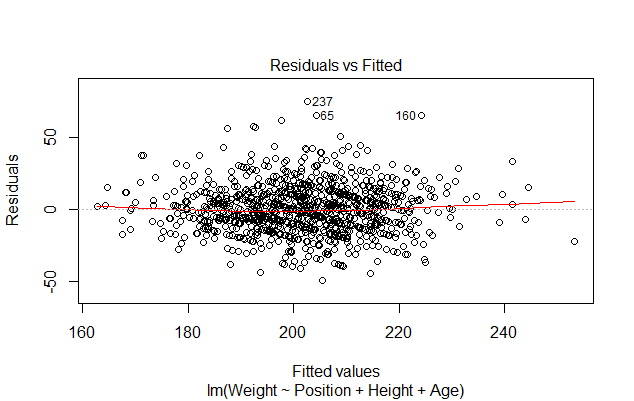 Residuals vs Fitted
Residuals
50
0
-50
237
65
160
160
180
200
220
240
Fitted values
lm(Weight ~ Position + Height + Age)